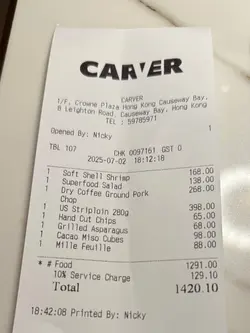 CARVER
CARVER
1/F, Crowne Plaza Hong Kong Causeway Bay,
8 Leighton Road, Causeway Bay, Hong Kong
TEL : 59785971
1
Opened By: Nicky
TBL 107 CHK 0097161 GST 0
2025-07-02 18:12:18
1 Soft Shell Shrimp 168.00
1 Superfood Salad 138.00
1 Dry Coffee Ground Pork 268.00
Chop
1 US Striploin 280g 398.00
1 Hand Cut Chips 65.00
1 Grilled Asparagus 68.00
1 Cacao Miso Cubes 98.00
1 Mille Feuille 88.00
* # Food 1291.00
10% Service Charge 129.10
Total 1420.10
18:42:08 Printed By: Nicky